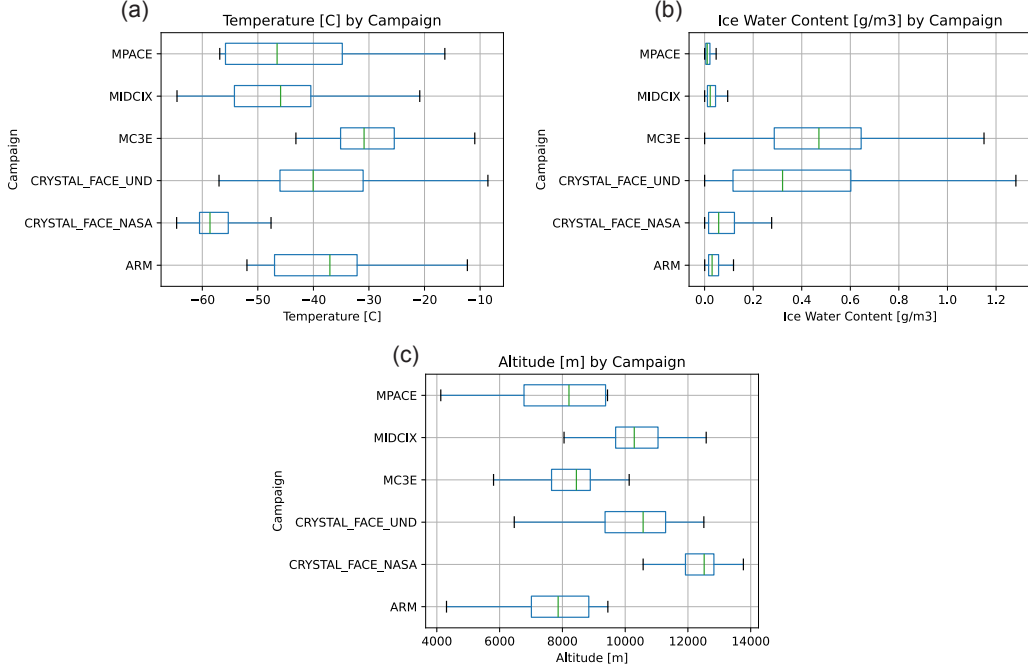 (a)
Temperature [C] by Campaign
MPACE
MIDCIX
MC3E
CRYSTAL_FACE_UND
CRYSTAL_FACE_NASA
ARM
Campaign
−60 −50 −40 −30 −20 −10
Temperature [C]
(b)
Ice Water Content [g/m3] by Campaign
MPACE
MIDCIX
MC3E
CRYSTAL_FACE_UND
CRYSTAL_FACE_NASA
ARM
Campaign
0.0 0.2 0.4 0.6 0.8 1.0 1.2
Ice Water Content [g/m3]
(c)
Altitude [m] by Campaign
MPACE
MIDCIX
MC3E
CRYSTAL_FACE_UND
CRYSTAL_FACE_NASA
ARM
Campaign
4000 6000 8000 10000 12000 14000
Altitude [m]